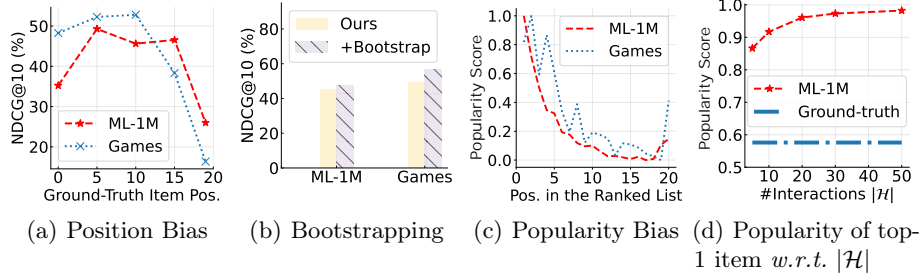 NDCG@10 (%)
50
40
30
20
ML-1M
Games
0 5 10 15 20
Ground-Truth Item Pos.
(a) Position Bias
NDCG@10 (%)
80
60
40
20
0
Ours
+Bootstrap
ML-1M Games
(b) Bootstrapping
Popularity Score
1.0
0.8
0.6
0.4
0.2
0.0
ML-1M
Games
0 5 10 15 20
Pos. in the Ranked List
(c) Popularity Bias
Popularity Score
1.0
0.9
0.8
0.7
0.6
0.5
ML-1M
Ground-truth
10 20 30 40 50
#Interactions |ℋ|
(d) Popularity of top-
1 item w.r.t. |ℋ|